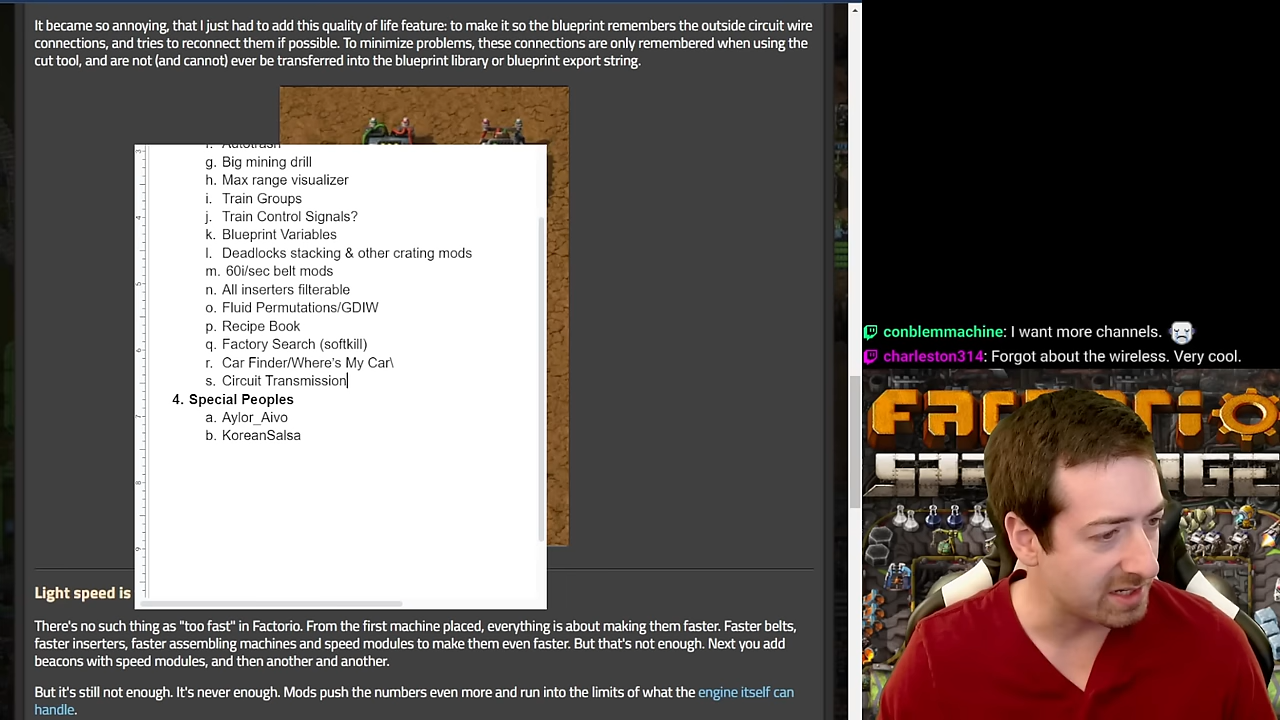 It became so annoying, that I just had to add this quality of life feature: to make it so the blueprint remembers the outside circuit wire
connections, and tries to reconnect them if possible. To minimize problems, these connections are only remembered when using the
cut tool, and are not (and cannot) ever be transferred into the blueprint library or blueprint export string.
f. Autotrash
g. Big mining drill
h. Max range visualizer
i. Train Groups
j. Train Control Signals?
k. Blueprint Variables
l. Deadlocks stacking & other crating mods
m. 60i/sec belt mods
n. All inserters filterable
o. Fluid Permutations/GDIW
p. Recipe Book
q. Factory Search (softkill)
r. Car Finder/Where's My Car\
s. Circuit Transmission
4. Special Peoples
a. Aylor_Aivo
b. KoreanSalsa
Light speed is
There's no such thing as "too fast" in Factorio. From the first machine placed, everything is about making them faster. Faster belts,
faster inserters, faster assembling machines and speed modules to make them even faster. But that's not enough. Next you add
beacons with speed modules, and then another and another.
But it's still not enough. It's never enough. Mods push the numbers even more and run into the limits of what the engine itself can
handle.
conblemmachine: I want more channels.
charleston314: Forgot about the wireless. Very cool.
FACTORIO